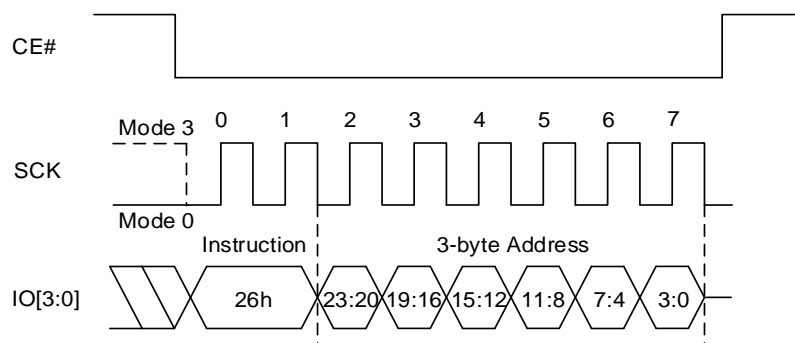 CE#
Mode 3 0 1 2 3 4 5 6 7
SCK
Mode 0
Instruction 3-byte Address
IO[3:0] 26h 23:20 19:16 15:12 11:8 7:4 3:0